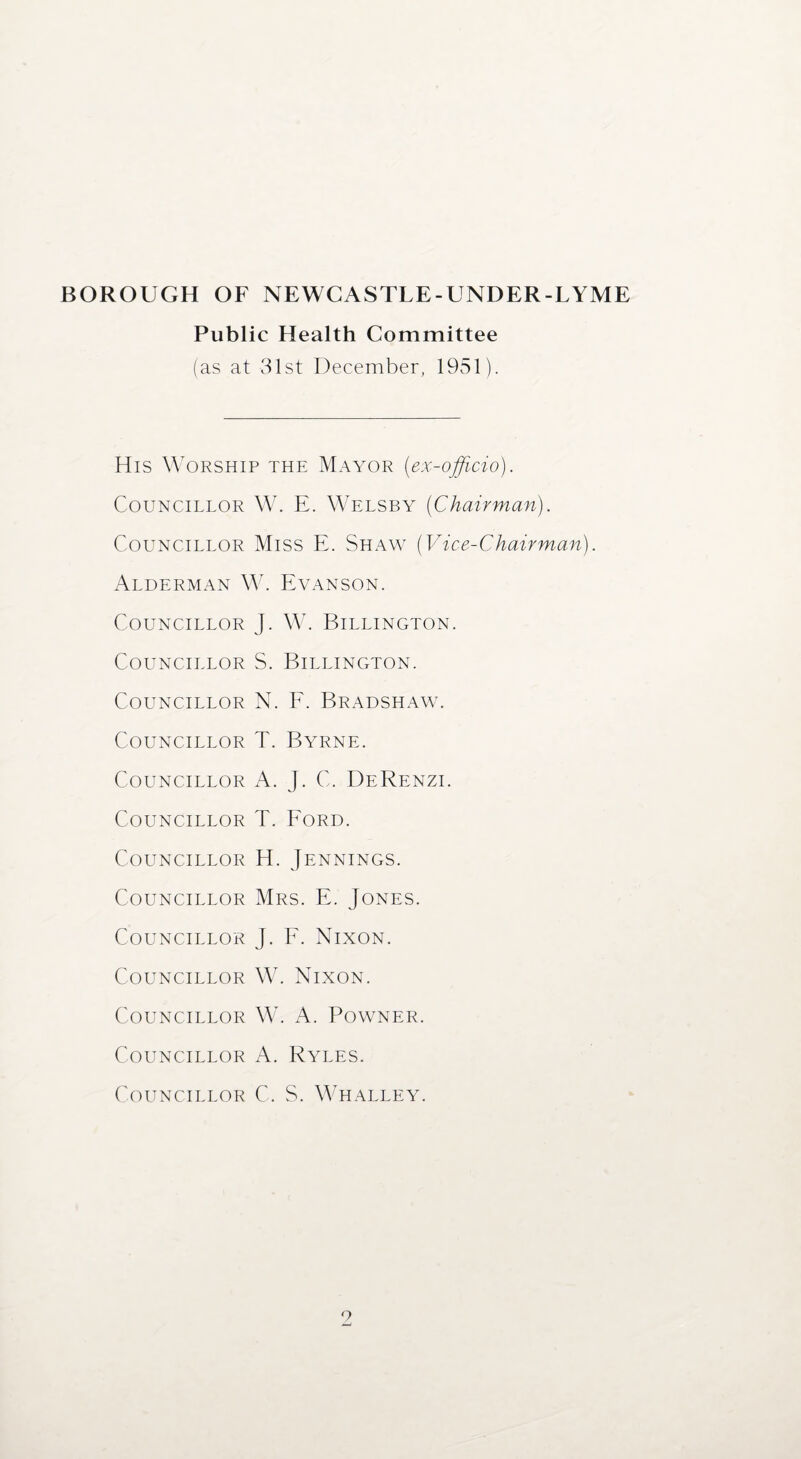 BOROUGH OF NEWCASTLE-UNDER-LYME
Public Health Committee
(as at 31st December, 1951).
His Worship the Mayor (ex-officio).
Councillor W. E. Welsby (Chairman).
Councillor Miss E. Shaw (Vice-Chairman).
Alderman W. Evanson.
Councillor J. W. Billington.
Councillor S. Billington.
Councillor N. F. Bradshaw.
Councillor T. Byrne.
Councillor A. J. C. DeRenzi.
Councillor T. Ford.
Councillor H. Jennings.
Councillor Mrs. E. Jones.
Councillor J. F. Nixon.
Councillor W. Nixon.
Councillor W. A. Powner.
Councillor A. Ryles.
Councillor C. S. Whalley.
2